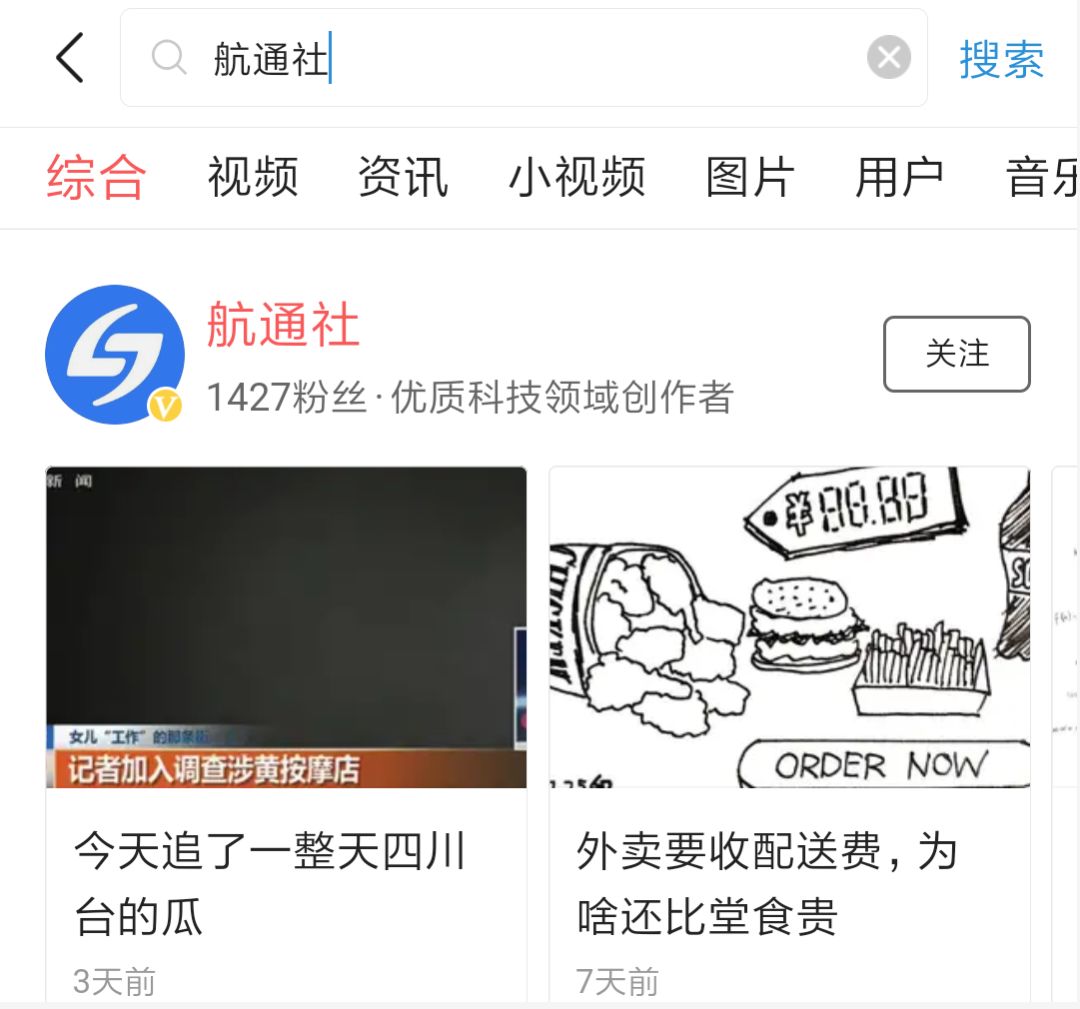 航通社
搜索
综合 视频 资讯 小视频 图片 用户 音乐
航通社
1427粉丝·优质科技领域创作者
关注
新 闻
女儿“工作”的那条街
记者加入调查涉黄按摩店
¥88.88
ORDER NOW
今天追了一整天四川
台的瓜
3天前
外卖要收配送费，为
啥还比堂食贵
7天前